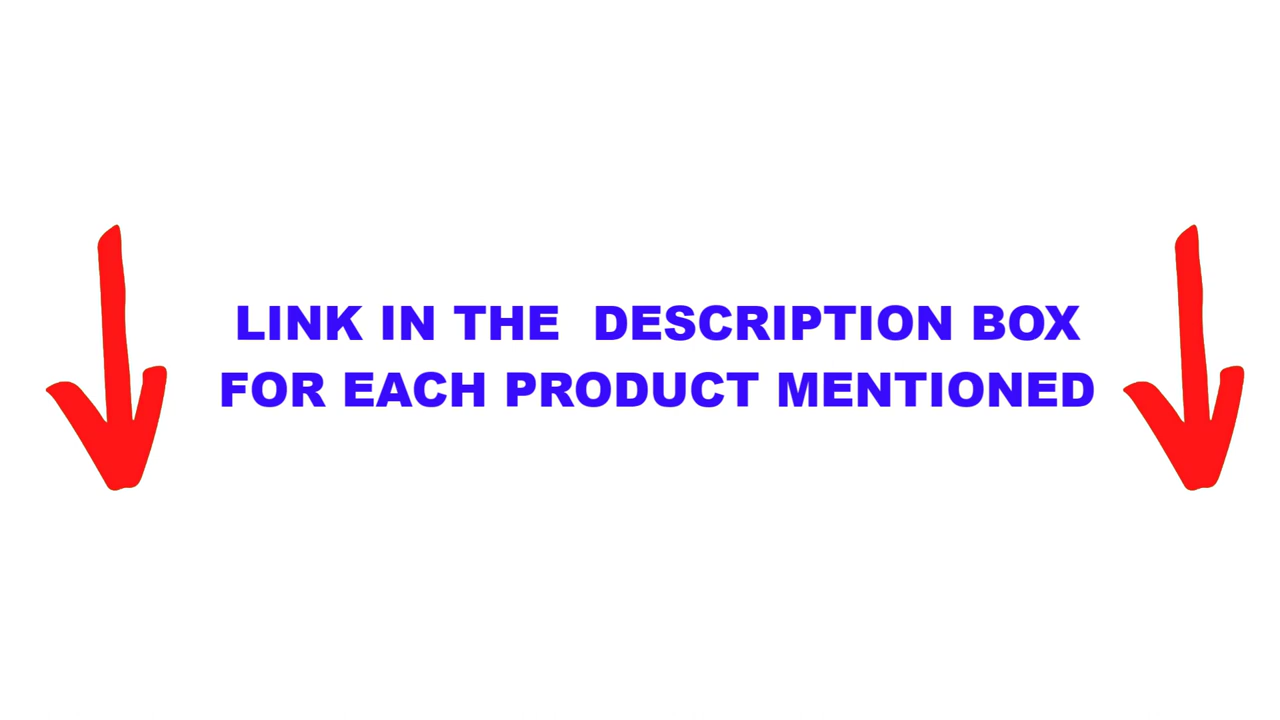 LINK IN THE  DESCRIPTION BOX
FOR EACH PRODUCT MENTIONED